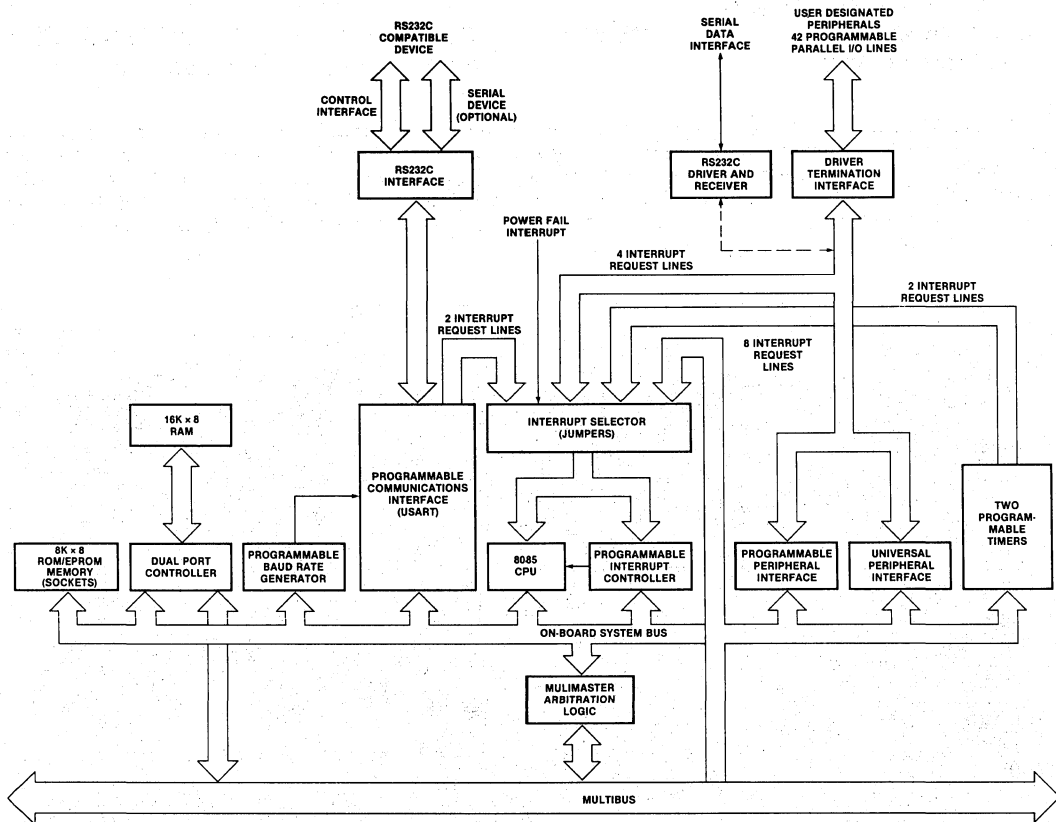 RS232C
COMPATIBLE
DEVICE
SERIAL
DATA
INTERFACE
USER DESIGNATED
PERIPHERALS
42 PROGRAMMABLE
PARALLEL I/O LINES
CONTROL
INTERFACE
SERIAL
DEVICE
(OPTIONAL)
RS232C
INTERFACE
RS232C
DRIVER AND
RECEIVER
DRIVER
TERMINATION
INTERFACE
POWER FAIL
INTERRUPT
4 INTERRUPT
REQUEST LINES
2 INTERRUPT
REQUEST LINES
2 INTERRUPT
REQUEST LINES
8 INTERRUPT
REQUEST
LINES
16K × 8
RAM
INTERRUPT SELECTOR
(JUMPERS)
PROGRAMMABLE
COMMUNICATIONS
INTERFACE
(USART)
TWO
PROGRAM-
MABLE
TIMERS
8K × 8
ROM/EPROM
MEMORY
(SOCKETS)
DUAL PORT
CONTROLLER
PROGRAMMABLE
BAUD RATE
GENERATOR
8085
CPU
PROGRAMMABLE
INTERRUPT
CONTROLLER
PROGRAMMABLE
PERIPHERAL
INTERFACE
UNIVERSAL
PERIPHERAL
INTERFACE
ON-BOARD SYSTEM BUS
MULIMASTER
ARBITRATION
LOGIC
MULTIBUS